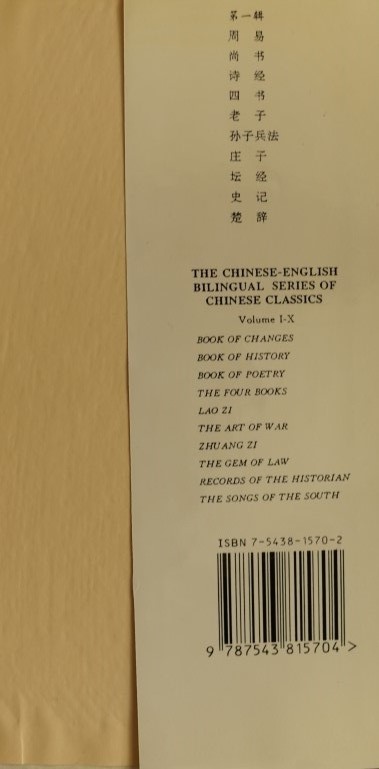 第一辑
周 易
尚 书
诗 经
四 书
老 子
孙子兵法
庄 子
坛 经
史 记
楚 辞
THE CHINESE-ENGLISH
BILINGUAL SERIES OF
CHINESE CLASSICS
Volume I-X
BOOK OF CHANGES
BOOK OF HISTORY
BOOK OF POETRY
THE FOUR BOOKS
LAO ZI
THE ART OF WAR
ZHUANG ZI
THE GEM OF LAW
RECORDS OF THE HISTORIAN
THE SONGS OF THE SOUTH
ISBN 7-5438-1570-2
9 787543 815704 >